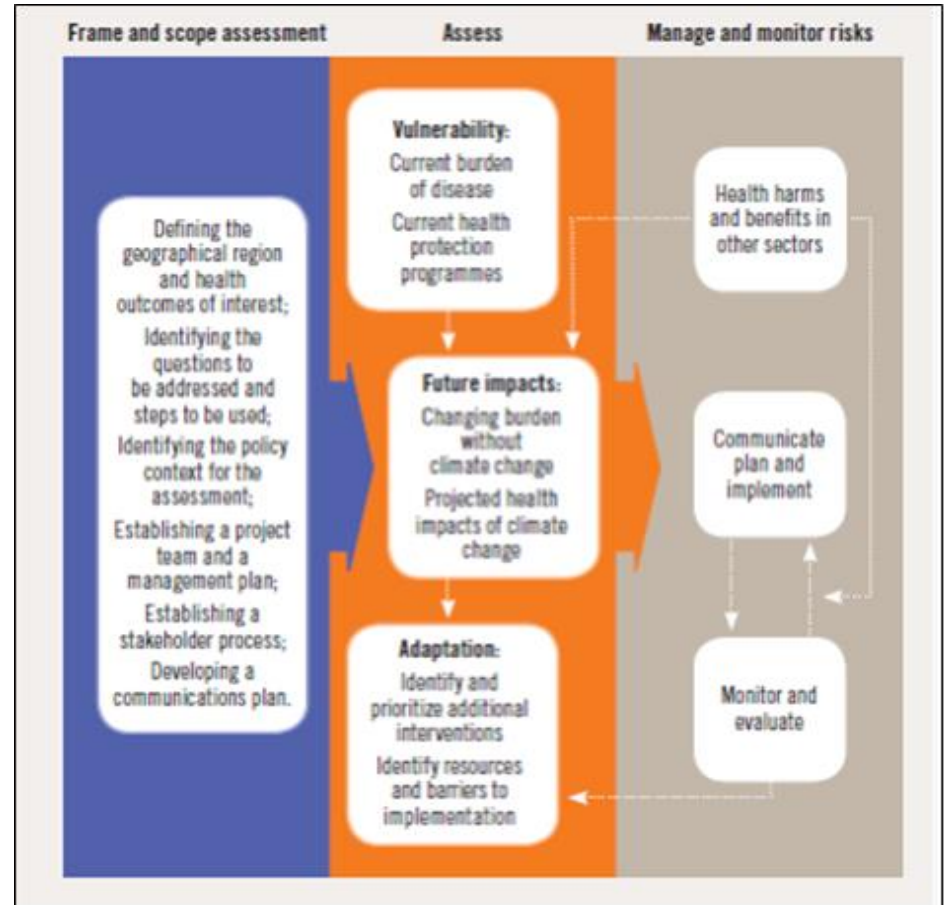 Frame and scope assessment
Assess
Manage and monitor risks
Defining the
geographical region
and health
outcomes of interest;
Identifying the
questions to
be addressed and
steps to be used;
Identifying the policy
context for the
assessment;
Establishing a project
team and a
management plan;
Establishing a
stakeholder process;
Developing a
communications plan.
Vulnerability:
Current burden
of disease
Current health
protection
programmes
Future impacts:
Changing burden
without
climate change
Projected health
impacts of climate
change
Adaptation:
Identify and
prioritize additional
interventions
Identify resources
and barriers to
implementation
Health harms
and benefits in
other sectors
Communicate
plan and
implement
Monitor and
evaluate